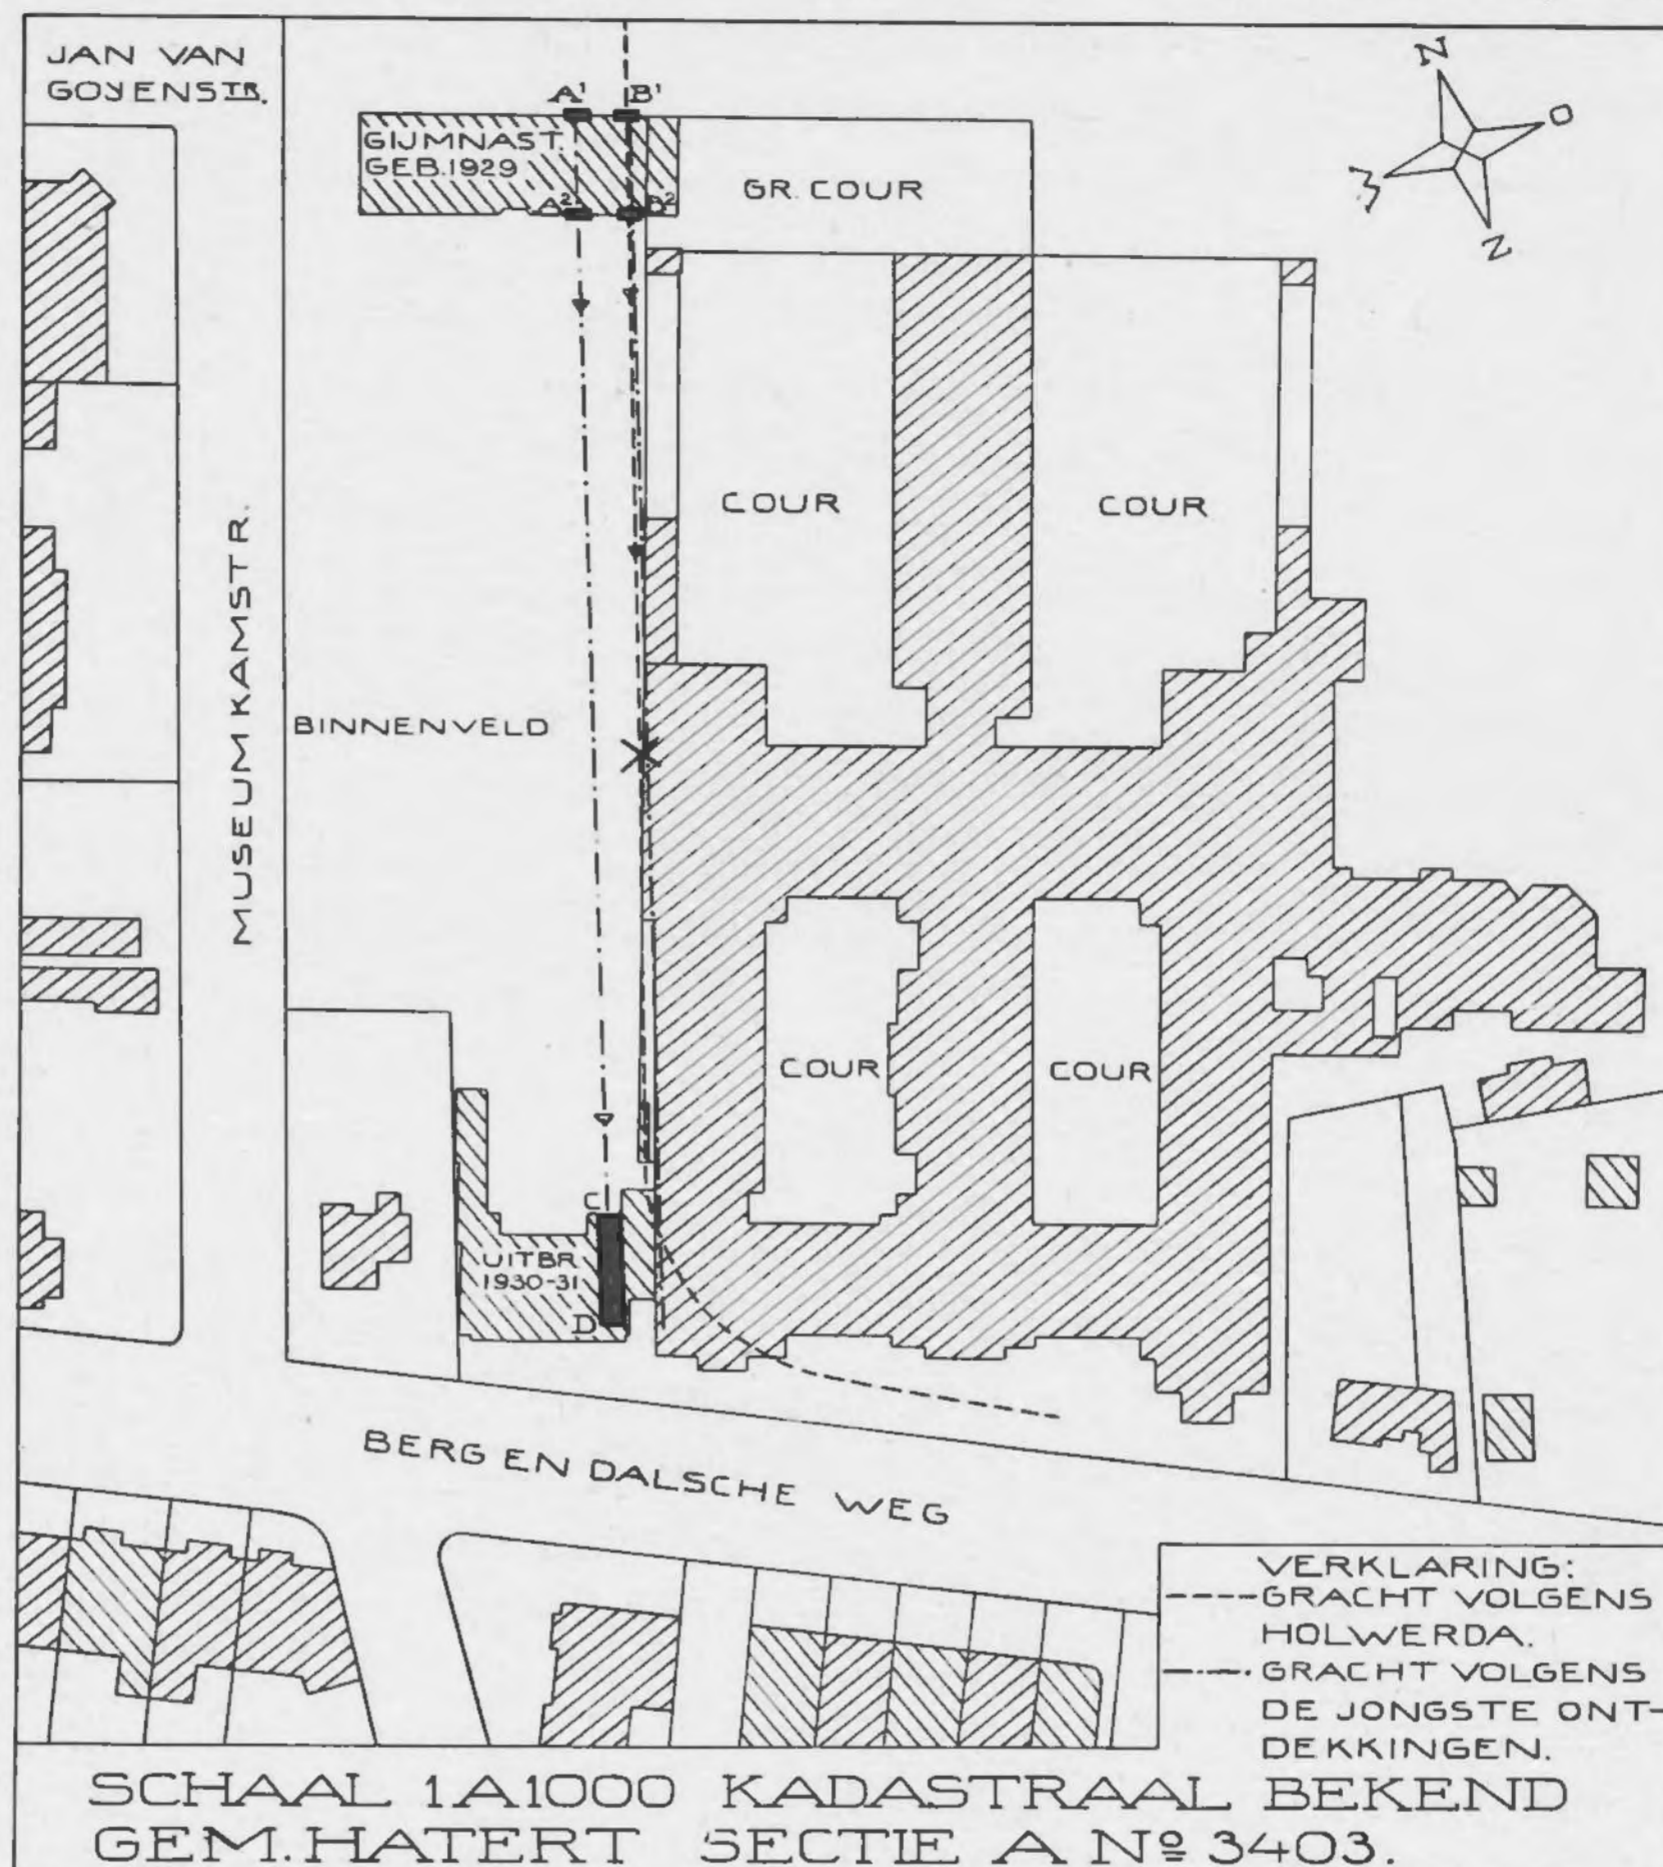 JAN VAN
GOYENSTR.
A¹ B¹
GIJMNAST.
GEB. 1929
A² B²
GR. COUR
N
O
Z
W
COUR
COUR
MUSEUM KAMSTR.
BINNENVELD
COUR
COUR
C
UITBR.
1930-31
D
BERG EN DALSCHE WEG
VERKLARING:
GRACHT VOLGENS
HOLWERDA.
GRACHT VOLGENS
DE JONGSTE ONT-
DEKKINGEN.
SCHAAL 1 A 1000 KADASTRAAL BEKEND
GEM. HATERT SECTIE A Nº 3403.